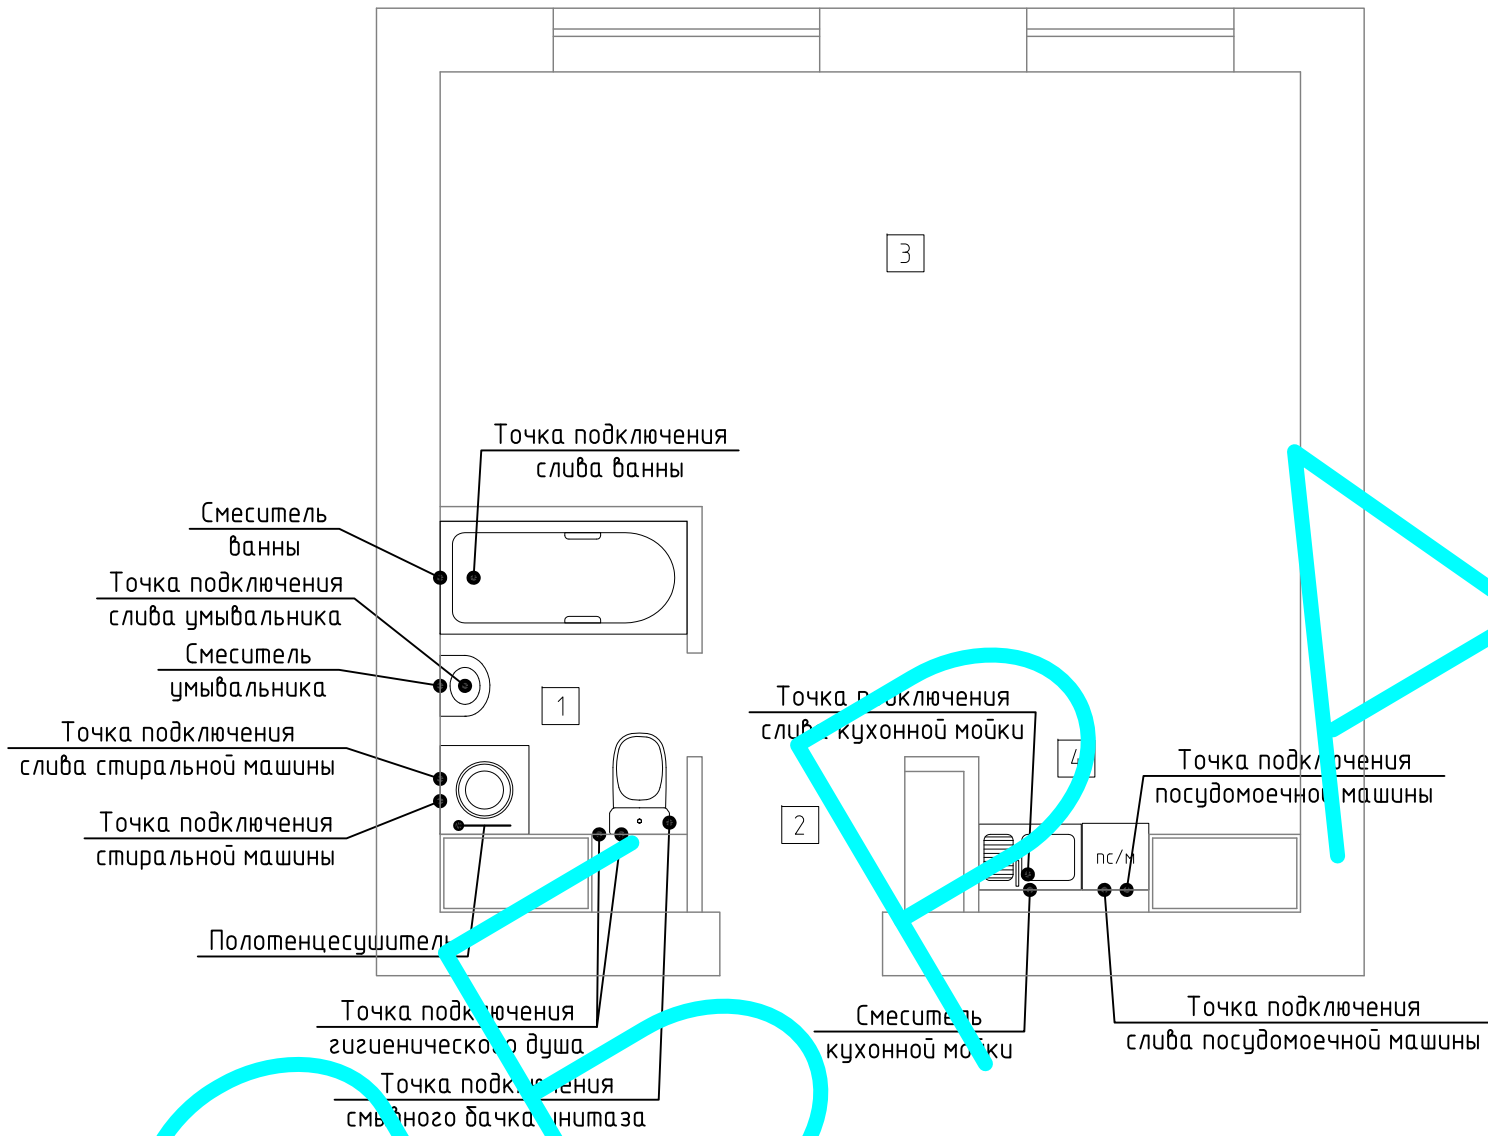 3
Точка подключения
слива ванны
Смеситель
ванны
Точка подключения
слива умывальника
Смеситель
умывальника
1
Точка подключения
слива кухонной мойки
4
Точка подключения
слива стиральной машины
Точка подключения
посудомоечной машины
2
Точка подключения
стиральной машины
пс/м
Полотенцесушитель
Точка подключения
гигиенического душа
Смеситель
кухонной мойки
Точка подключения
слива посудомоечной машины
Точка подключения
смывного бачка унитаза